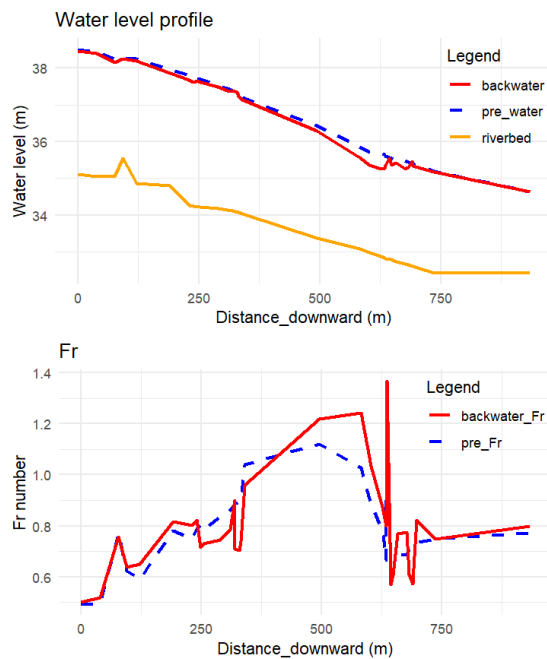 Water level profile
Legend
backwater
pre_water
riverbed
Water level (m)
38
36
34
0
250
500
750
Distance_downward (m)
Fr
Legend
backwater_Fr
pre_Fr
Fr number
1.4
1.2
1.0
0.8
0.6
0
250
500
750
Distance_downward (m)